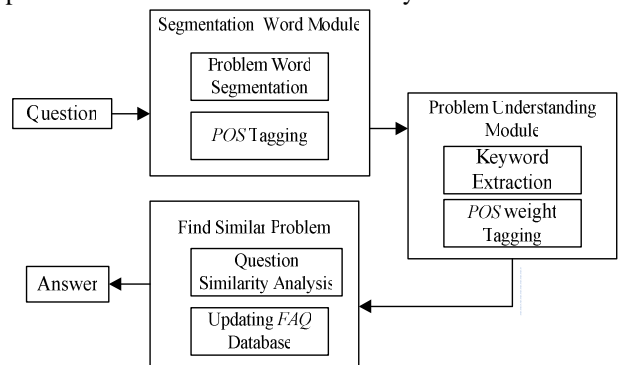 Segmentation Word Module
Problem Word
Segmentation
POS Tagging
Question
Problem Understanding
Module
Keyword
Extraction
POS weight
Tagging
Find Similar Problem
Question
Similarity Analysis
Updating FAQ
Database
Answer